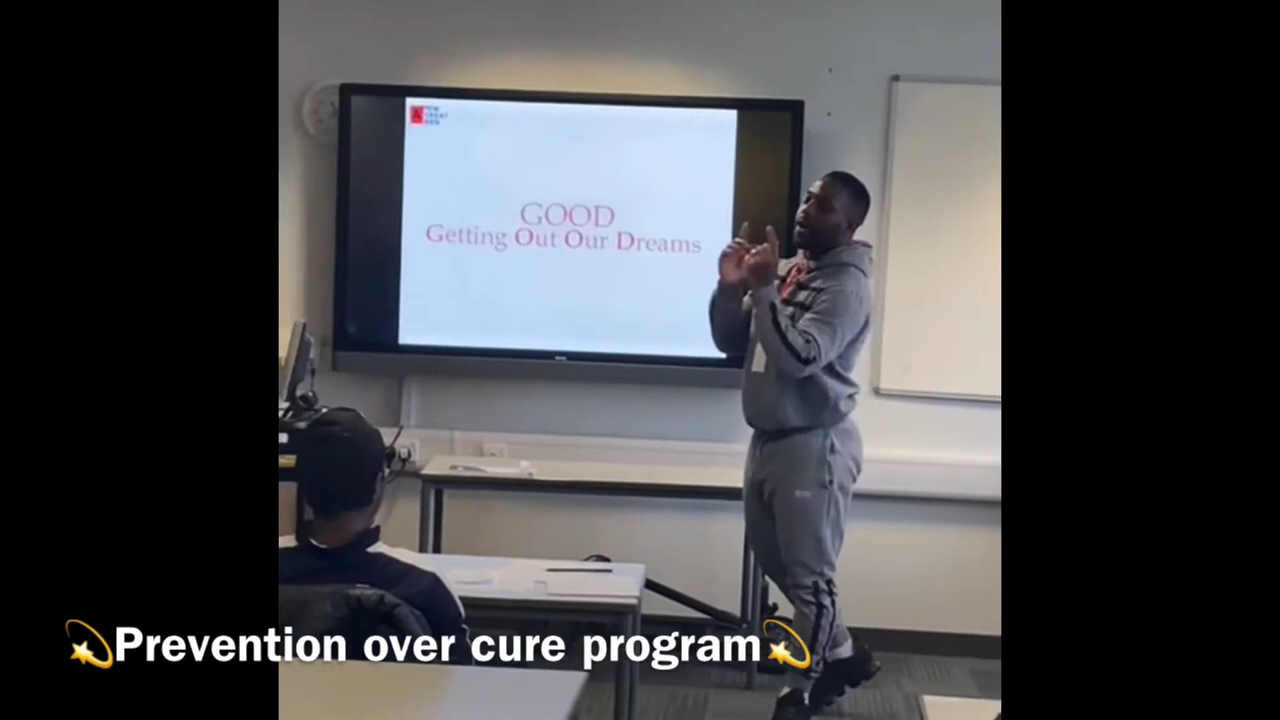 GOOD
Getting Out Our Dreams
💫Prevention over cure program💫